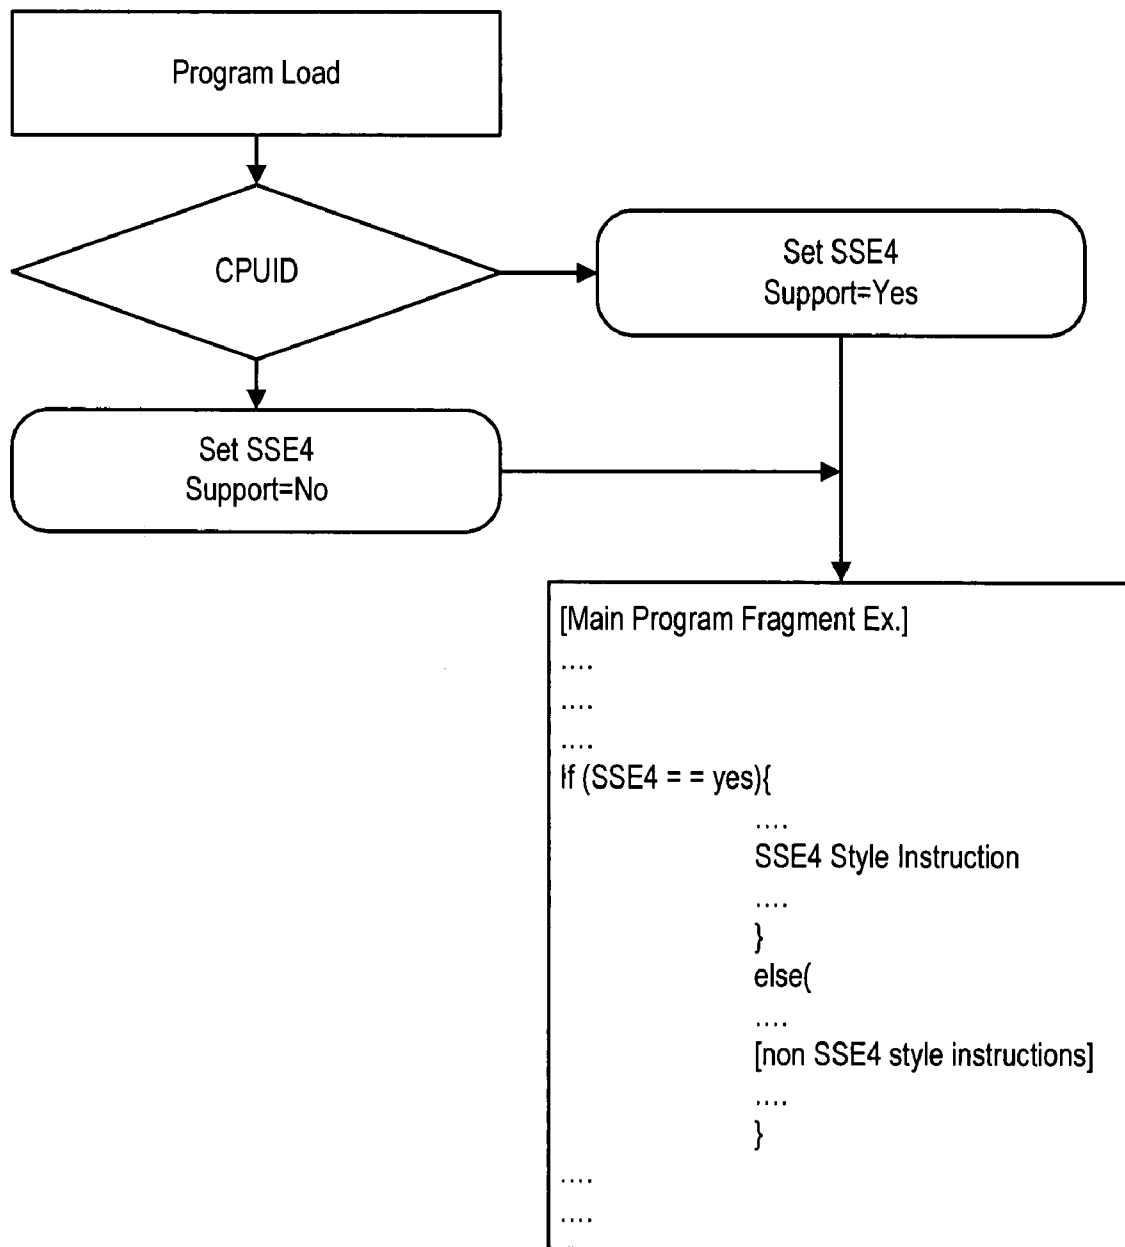 Program Load
CPUID
Set SSE4
Support=Yes
Set SSE4
Support=No
[Main Program Fragment Ex.]
....
....
....
If (SSE4 = = yes){
....
SSE4 Style Instruction
....
}
else(
....
[non SSE4 style instructions]
....
}
....
....